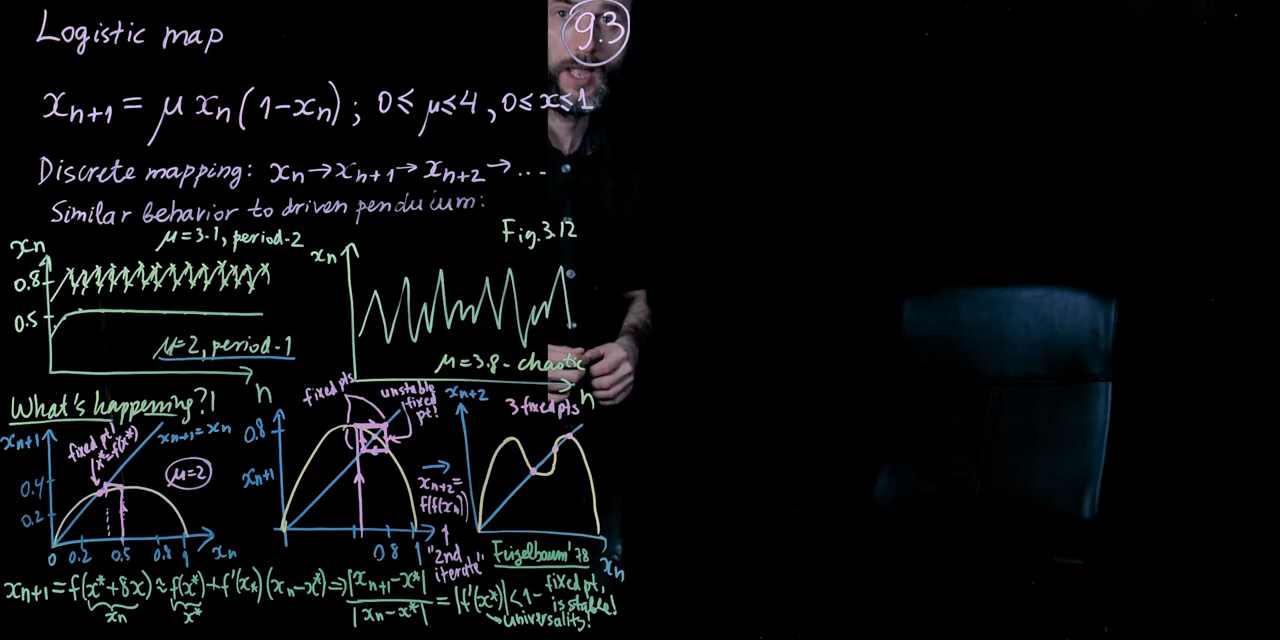 Logistic map
9.3
xₙ₊₁ = μ xₙ(1-xₙ); 0≤ μ≤4, 0≤ x≤1
Discrete mapping: xₙ→xₙ₊₁→ xₙ₊₂→...
Similar behavior to driven pendulum:
xₙ
μ=3.1, period-2
0.8
0.5
μ=2, period-1
n
xₙ
Fig. 3.12
μ=3.8 - chaotic
n
What's happening?!
xₙ₊₁
xₙ₊₁=xₙ
fixed pt!
x*=f(x*)
μ=2
0.4
0.2
0 0.2 0.5 0.8 1 xₙ
fixed pts
unstable
fixed
pt!
0.8
xₙ₊₁
0.8 1
→
xₙ₊₂=
f(f(xₙ))
↑
"2nd
iterate"
xₙ₊₂
3 fixed pts
xₙ
Feigelbaum'78
xₙ₊₁=f(x*+δx)≈f(x*)+f'(x*)(xₙ-x*)⇒ |xₙ₊₁-x*| / |xₙ-x*| = |f'(x*)|<1 - fixed pt. is stable!
xₙ
x*
→ universality!